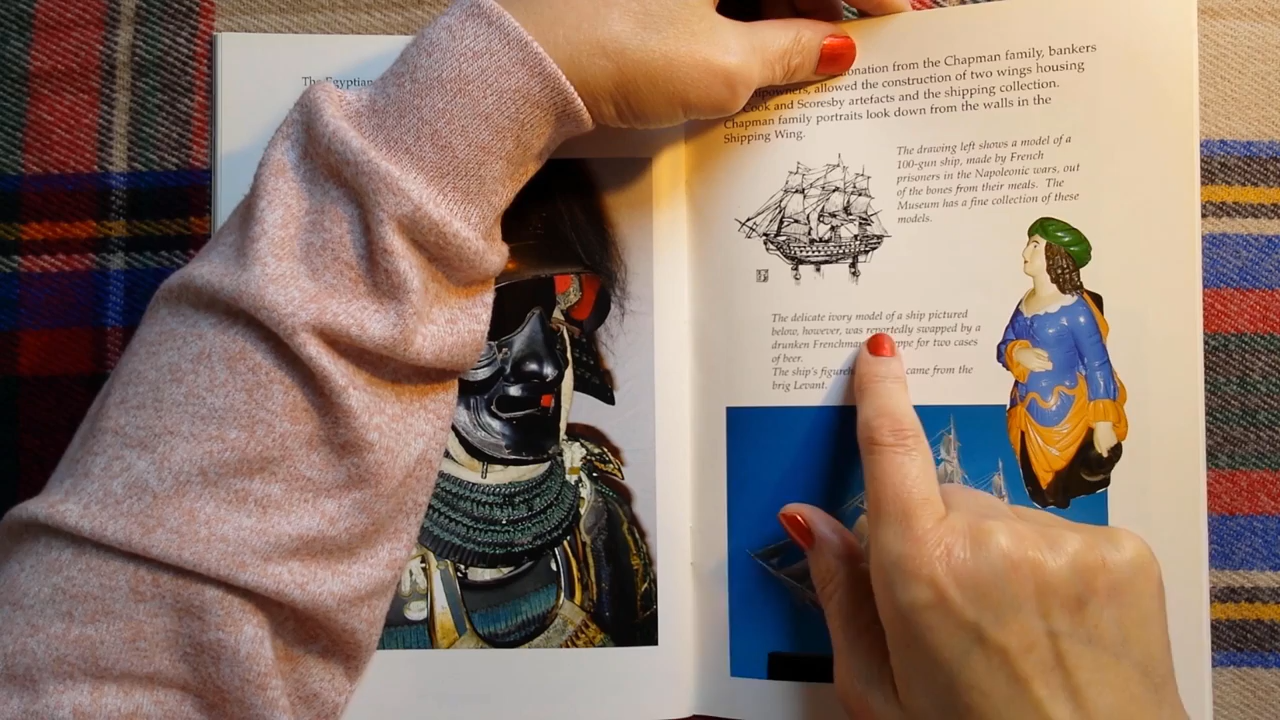 The Egyptian
onation from the Chapman family, bankers
shipowners, allowed the construction of two wings housing
Cook and Scoresby artefacts and the shipping collection.
Chapman family portraits look down from the walls in the
Shipping Wing.
The drawing left shows a model of a
100-gun ship, made by French
prisoners in the Napoleonic wars, out
of the bones from their meals. The
Museum has a fine collection of these
models.
The delicate ivory model of a ship pictured
below, however, was reportedly swapped by a
drunken Frenchman ppe for two cases
of beer.
The ship's figureh came from the
brig Levant.